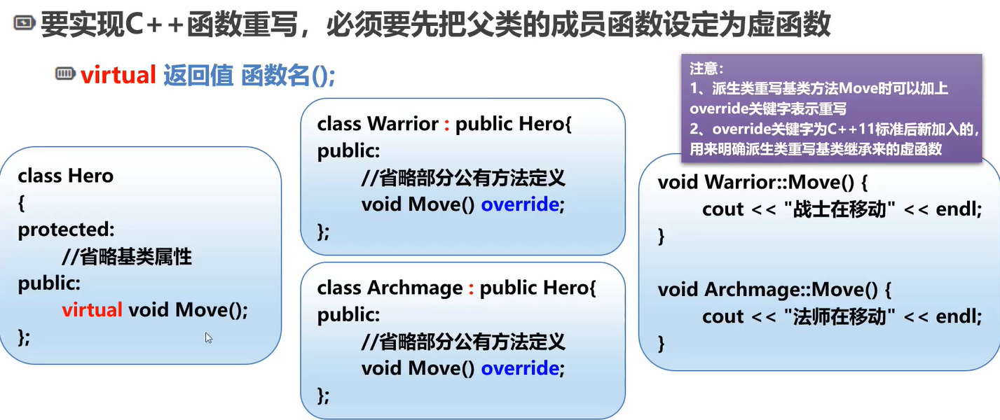 要实现C++函数重写，必须要先把父类的成员函数设定为虚函数
virtual 返回值 函数名();
注意：
1、派生类重写基类方法Move时可以加上
override关键字表示重写
2、override关键字为C++11标准后新加入的，
用来明确派生类重写基类继承来的虚函数
class Hero
{
protected:
//省略基类属性
public:
virtual void Move();
};
class Warrior : public Hero{
public:
//省略部分公有方法定义
void Move() override;
};
class Archmage : public Hero{
public:
//省略部分公有方法定义
void Move() override;
};
void Warrior::Move() {
cout << "战士在移动" << endl;
}
void Archmage::Move() {
cout << "法师在移动" << endl;
}